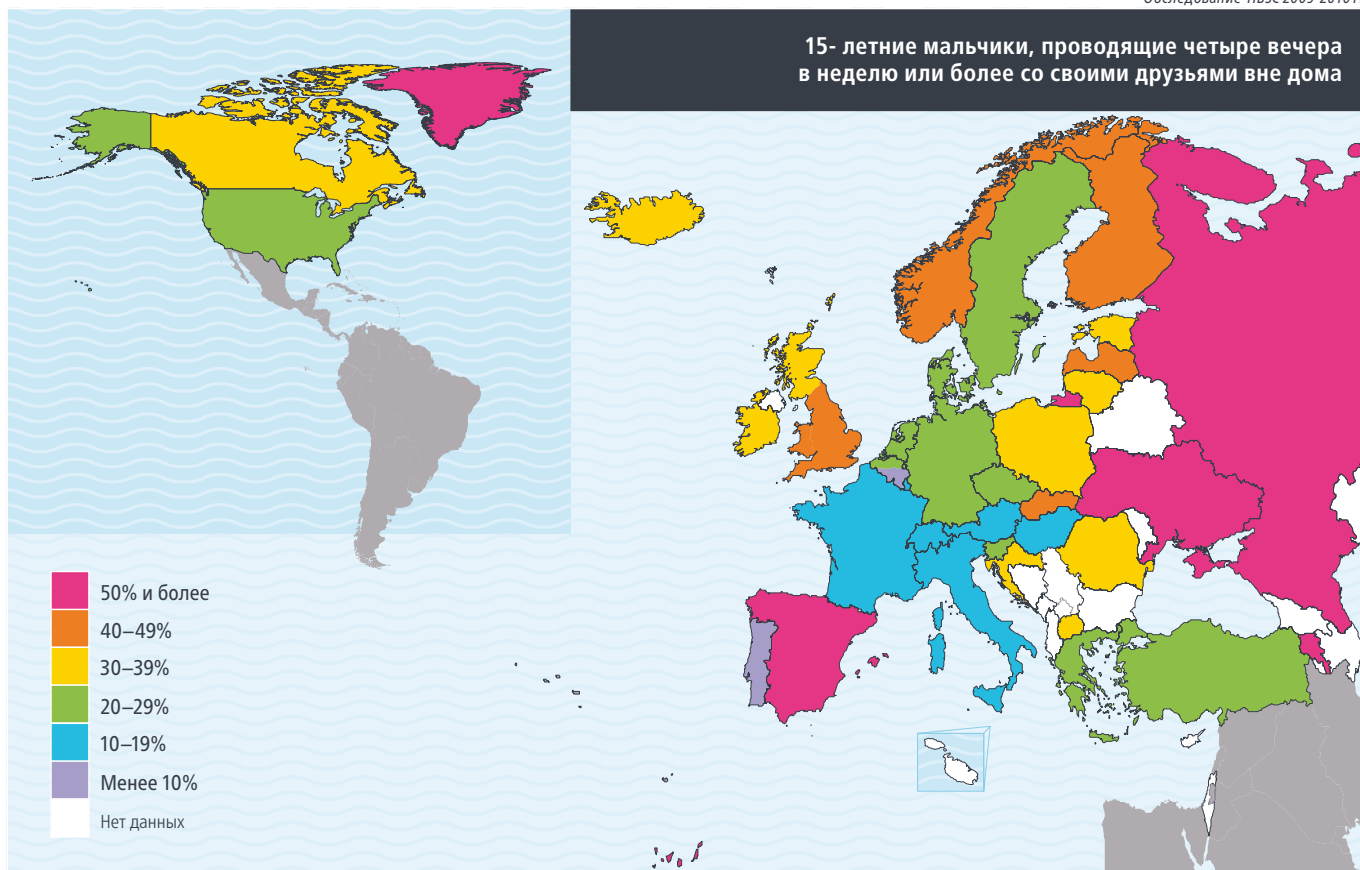 15- летние мальчики, проводящие четыре вечера
в неделю или более со своими друзьями вне дома
50% и более
40–49%
30–39%
20–29%
10–19%
Менее 10%
Нет данных